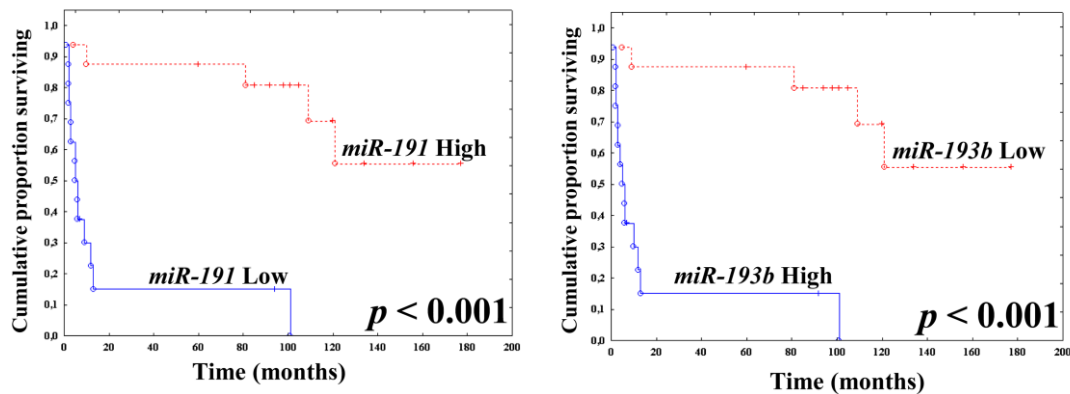 Cumulative proportion surviving
1,0
0,9
0,8
0,7
0,6
0,5
0,4
0,3
0,2
0,1
0,0
miR-191 High
miR-191 Low
p < 0.001
0 20 40 60 80 100 120 140 160 180 200
Time (months)
Cumulative proportion surviving
1,0
0,9
0,8
0,7
0,6
0,5
0,4
0,3
0,2
0,1
0,0
miR-193b Low
miR-193b High
p < 0.001
0 20 40 60 80 100 120 140 160 180 200
Time (months)